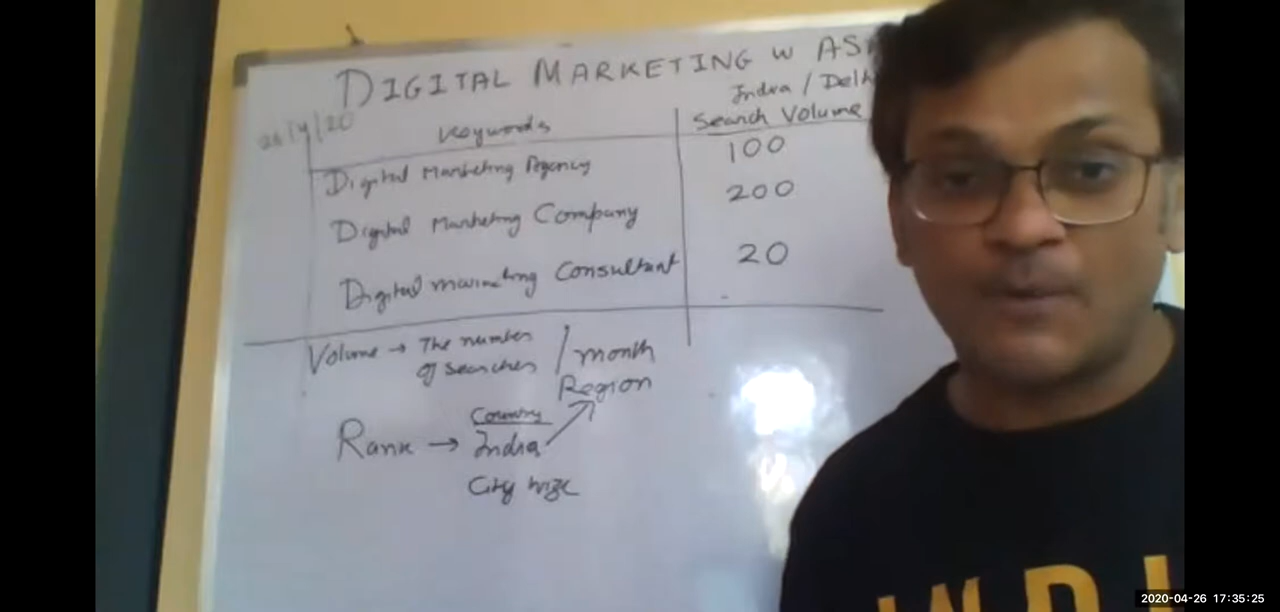 DIGITAL MARKETING W AS
India / Delh
26/4/20
Keywords
Search Volume
Digital Marketing Agency
100
Digital Marketing Company
200
Digital marketing Consultant
20
Volume → The number
of searches / month
Region
Rank → Country
India
City wise
2020-04-26 17:35:25